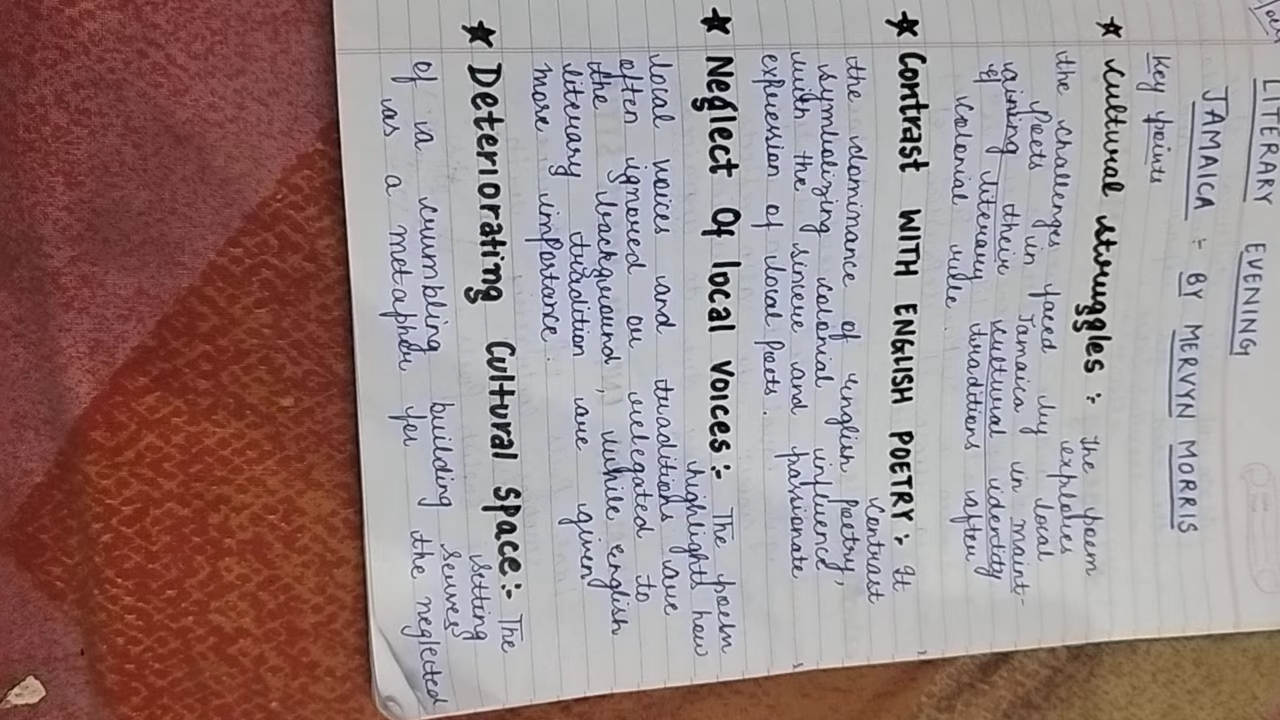 LITERARY EVENING
JAMAICA :- BY MERVYN MORRIS
Key points
★ Cultural struggles :- The poem explores
the challenges faced by local
Poets in Jamaica in maint-
aining their cultural identity
& literary traditions after
colonial rule.
★ Contrast WITH ENGLISH POETRY :- It Contrast
the dominance of english Poetry,
symbolizing colonial influence
with the sincere and passionate
expression of local Poets.
★ Neglect Of local voices :- The poem highlights how
local voices and traditions are
often ignored or relegated to
the background, while english
literary tradition are given
more importance.
★ Deteriorating Cultural space :- The setting
of a crumbling building serves
as a metaphor for the neglected